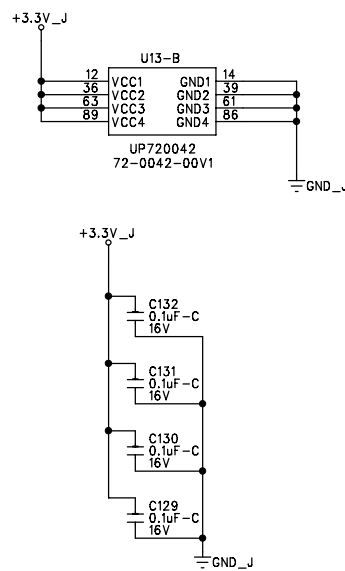 +3.3V_J
U13-B
12 VCC1 GND1 14
36 VCC2 GND2 39
63 VCC3 GND3 61
89 VCC4 GND4 86
UP720042
72-0042-00V1
GND_J
+3.3V_J
C132
0.1uF-C
16V
C131
0.1uF-C
16V
C130
0.1uF-C
16V
C129
0.1uF-C
16V
GND_J